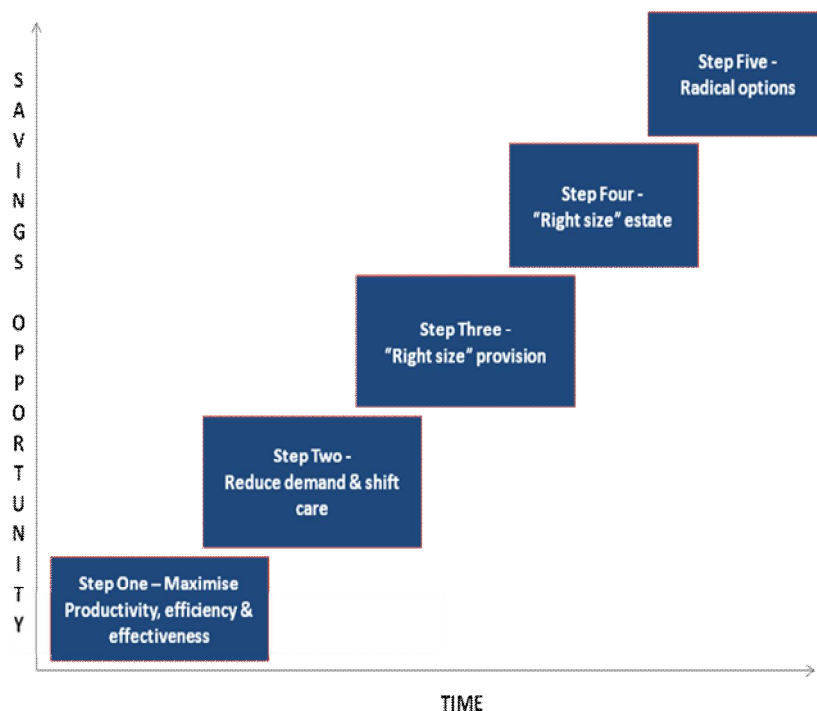 SAVINGS OPPORTUNITY
Step Five -
Radical options
Step Four -
"Right size" estate
Step Three -
"Right size" provision
Step Two -
Reduce demand & shift
care
Step One – Maximise
Productivity, efficiency &
effectiveness
TIME